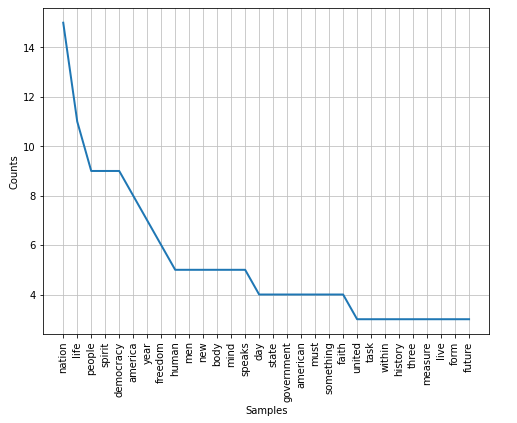 14
12
10
8
6
4
Counts
nation
life
people
spirit
democracy
america
year
freedom
human
men
new
body
mind
speaks
day
state
government
american
must
something
faith
united
task
within
history
three
measure
live
form
future
Samples